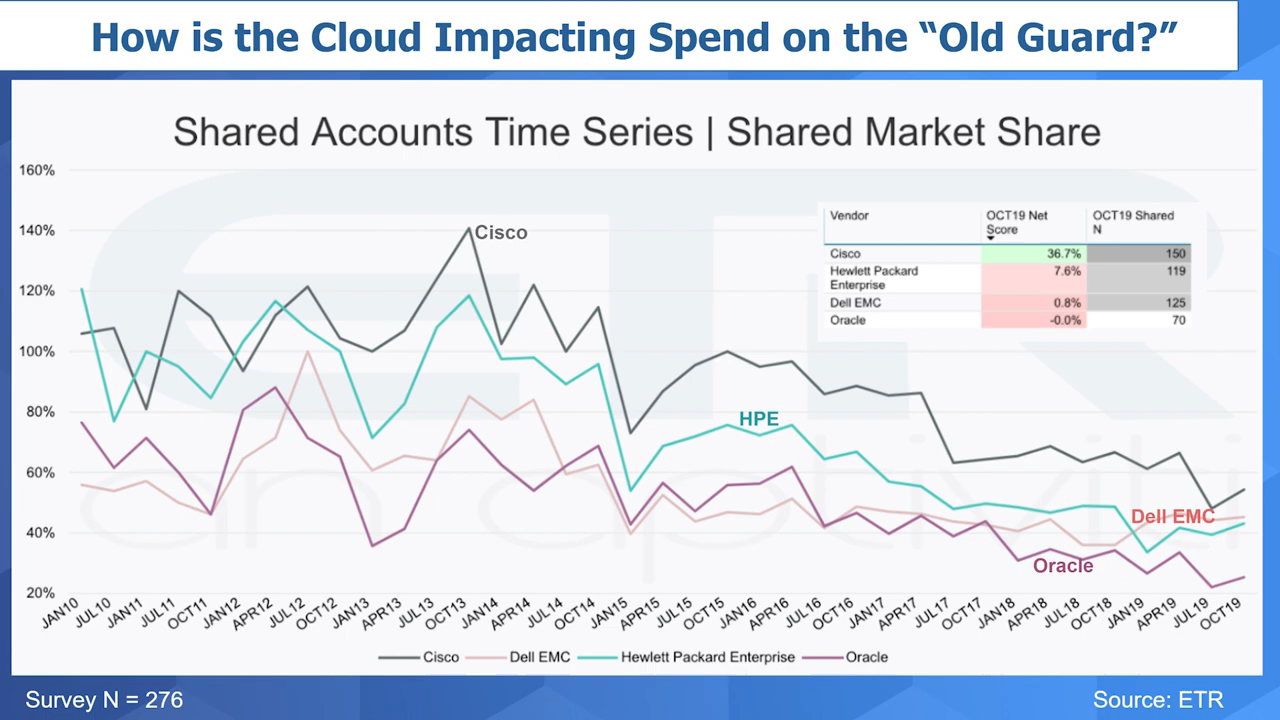 How is the Cloud Impacting Spend on the “Old Guard?”
Shared Accounts Time Series | Shared Market Share
160%
140%
120%
100%
80%
60%
40%
20%
Cisco
HPE
Dell EMC
Oracle
Vendor OCT19 Net OCT19 Shared
Score N
Cisco 36.7% 150
Hewlett Packard 7.6% 119
Enterprise
Dell EMC 0.8% 125
Oracle -0.0% 70
JAN10 JUL10 JAN11 JUL11 OCT11 JAN12 APR12 JUL12 OCT12 JAN13 APR13 JUL13 OCT13 JAN14 APR14 JUL14 OCT14 JAN15 APR15 JUL15 OCT15 JAN16 APR16 JUL16 OCT16 JAN17 APR17 JUL17 OCT17 JAN18 APR18 JUL18 OCT18 JAN19 APR19 JUL19 OCT19
Cisco Dell EMC Hewlett Packard Enterprise Oracle
ETR
an aptiviti
Survey N = 276
Source: ETR